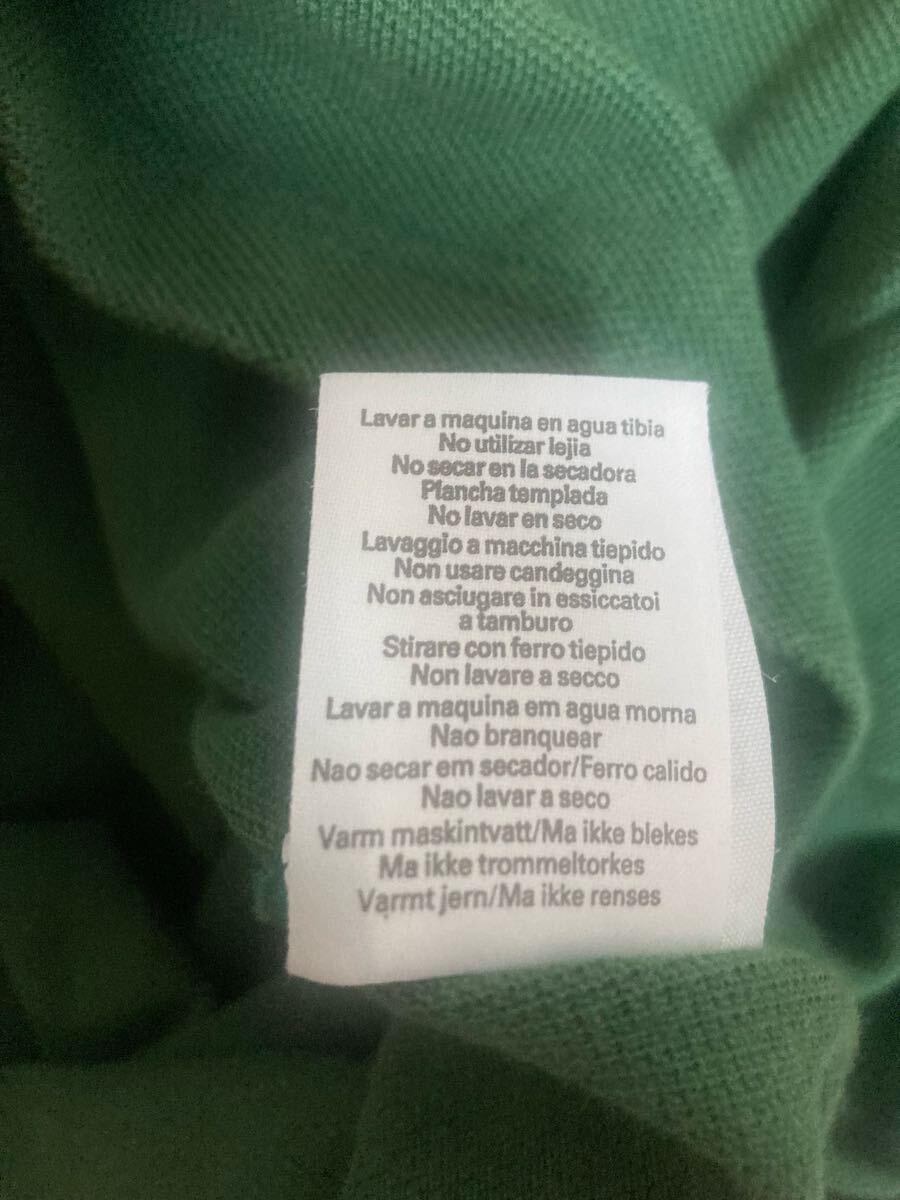 Lavar a maquina en agua tibia
No utilizar lejia
No secar en la secadora
Plancha templada
No lavar en seco
Lavaggio a macchina tiepido
Non usare candeggina
Non asciugare in essiccatoi
a tamburo
Stirare con ferro tiepido
Non lavare a secco
Lavar a maquina em agua morna
Nao branquear
Nao secar em secador/Ferro calido
Nao lavar a seco
Varm maskintvatt/Ma ikke blekes
Ma ikke trommeltorkes
Varmt jern/Ma ikke renses